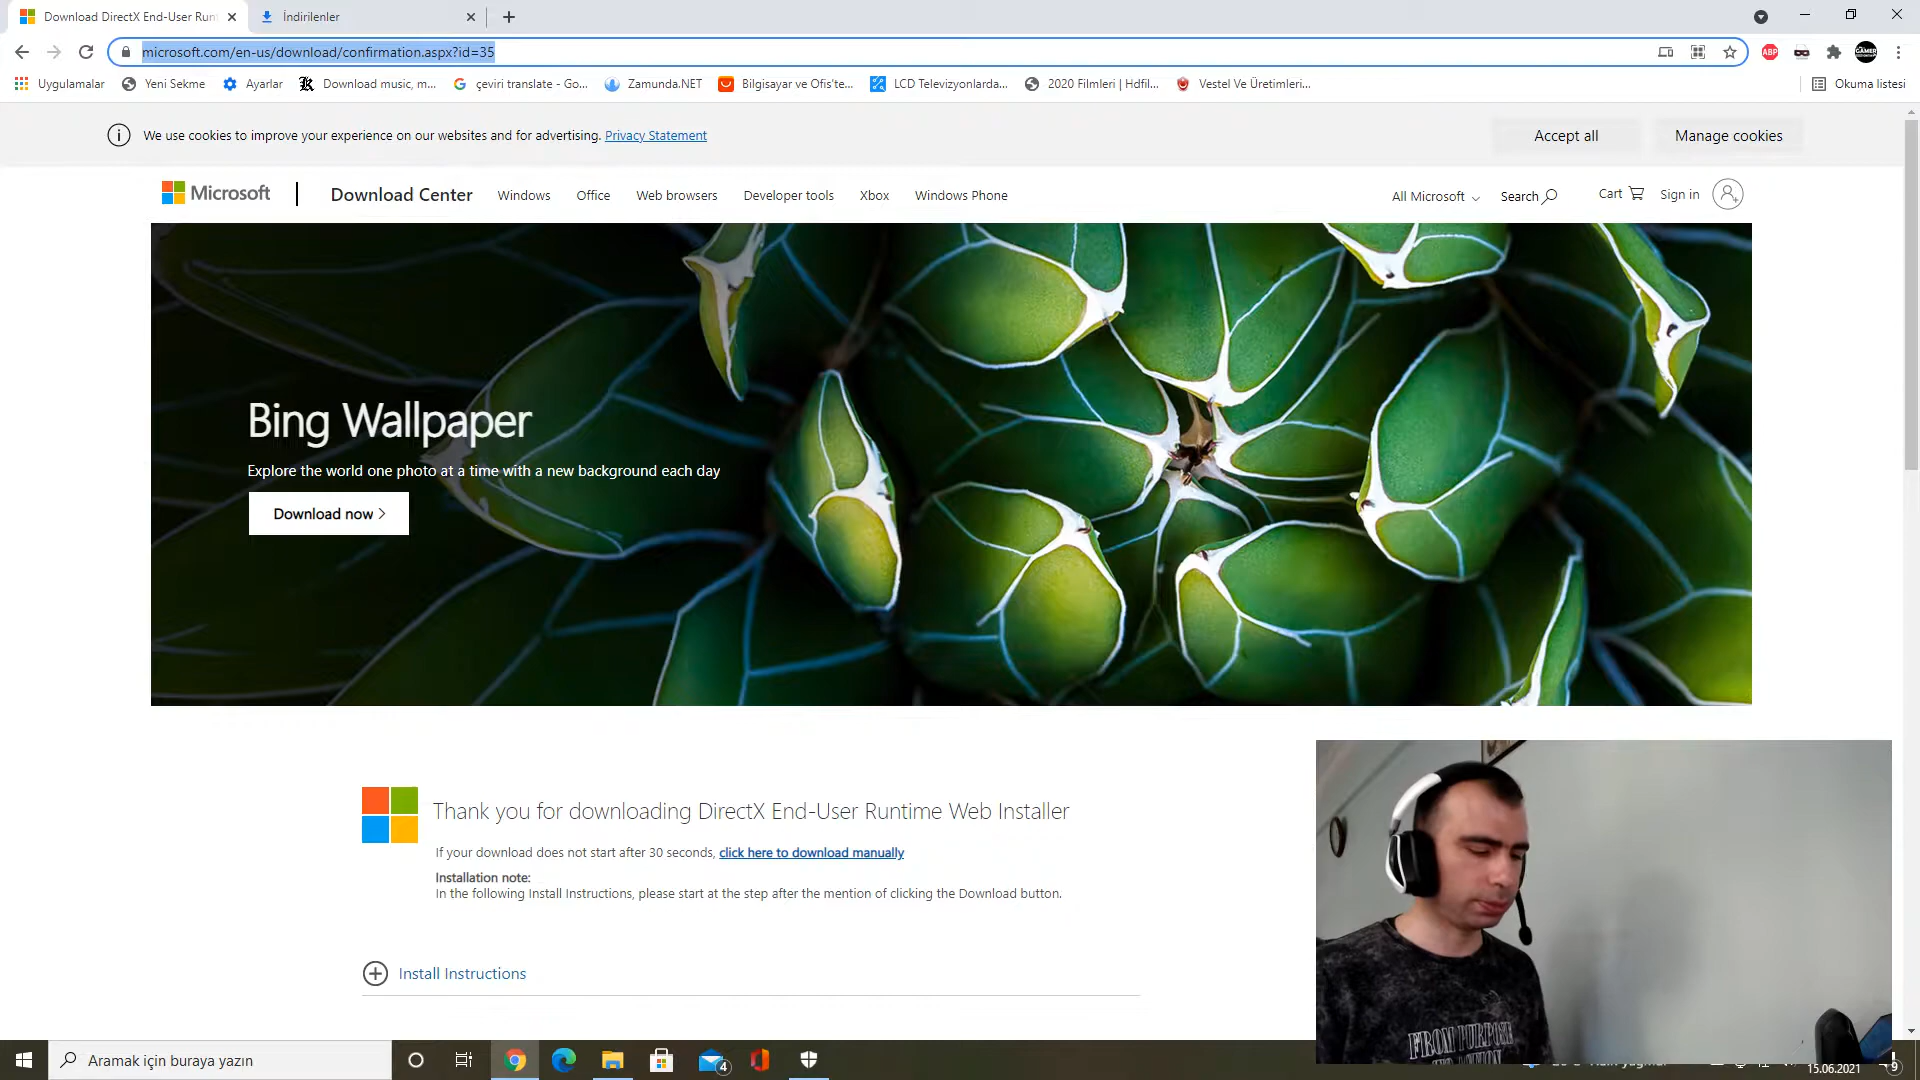 Download DirectX End-User Run
İndirilenler
microsoft.com/en-us/download/confirmation.aspx?id=35
ABP
Uygulamalar
Yeni Sekme
Ayarlar
Download music, m...
çeviri translate - Go...
Zamunda.NET
Bilgisayar ve Ofis'te...
LCD Televizyonlarda...
2020 Filmleri | Hdfil...
Vestel Ve Üretimleri...
Okuma listesi
We use cookies to improve your experience on our websites and for advertising. Privacy Statement
Accept all
Manage cookies
Microsoft
Download Center
Windows
Office
Web browsers
Developer tools
Xbox
Windows Phone
All Microsoft
Search
Cart
Sign in
Bing Wallpaper
Explore the world one photo at a time with a new background each day
Download now
Thank you for downloading DirectX End-User Runtime Web Installer
If your download does not start after 30 seconds, click here to download manually
Installation note:
In the following Install Instructions, please start at the step after the mention of clicking the Download button.
Install Instructions
FROM PURPOSE
Aramak için buraya yazın
4
15.06.2021
9